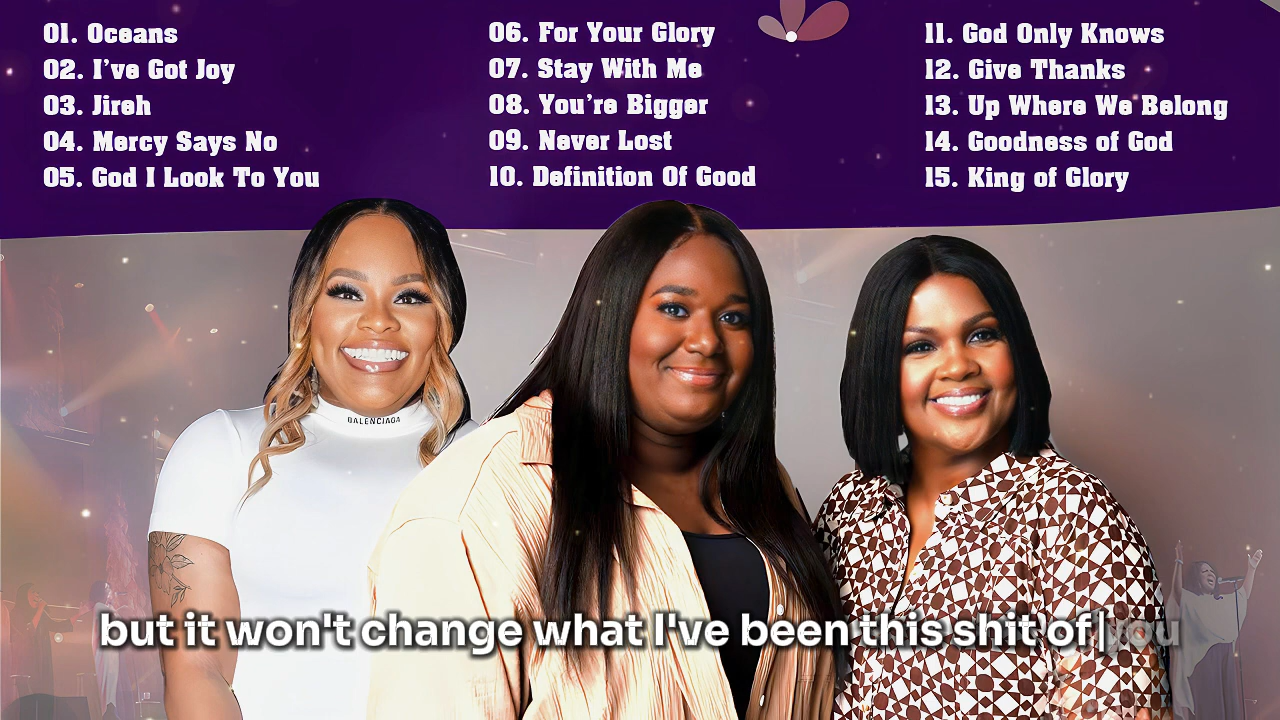 01. Oceans
02. I've Got Joy
03. Jireh
04. Mercy Says No
05. God I Look To You
06. For Your Glory
07. Stay With Me
08. You're Bigger
09. Never Lost
10. Definition Of Good
11. God Only Knows
12. Give Thanks
13. Up Where We Belong
14. Goodness of God
15. King of Glory
BALENCIAGA
but it won't change what I've been this shit of you